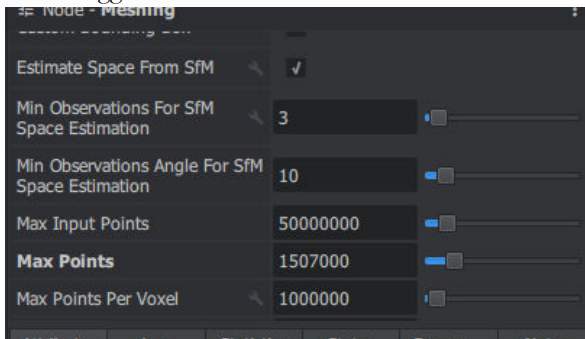 Node - Meshing
Estimate Space From SfM
Min Observations For SfM
Space Estimation
3
Min Observations Angle For SfM
Space Estimation
10
Max Input Points
50000000
Max Points
1507000
Max Points Per Voxel
1000000